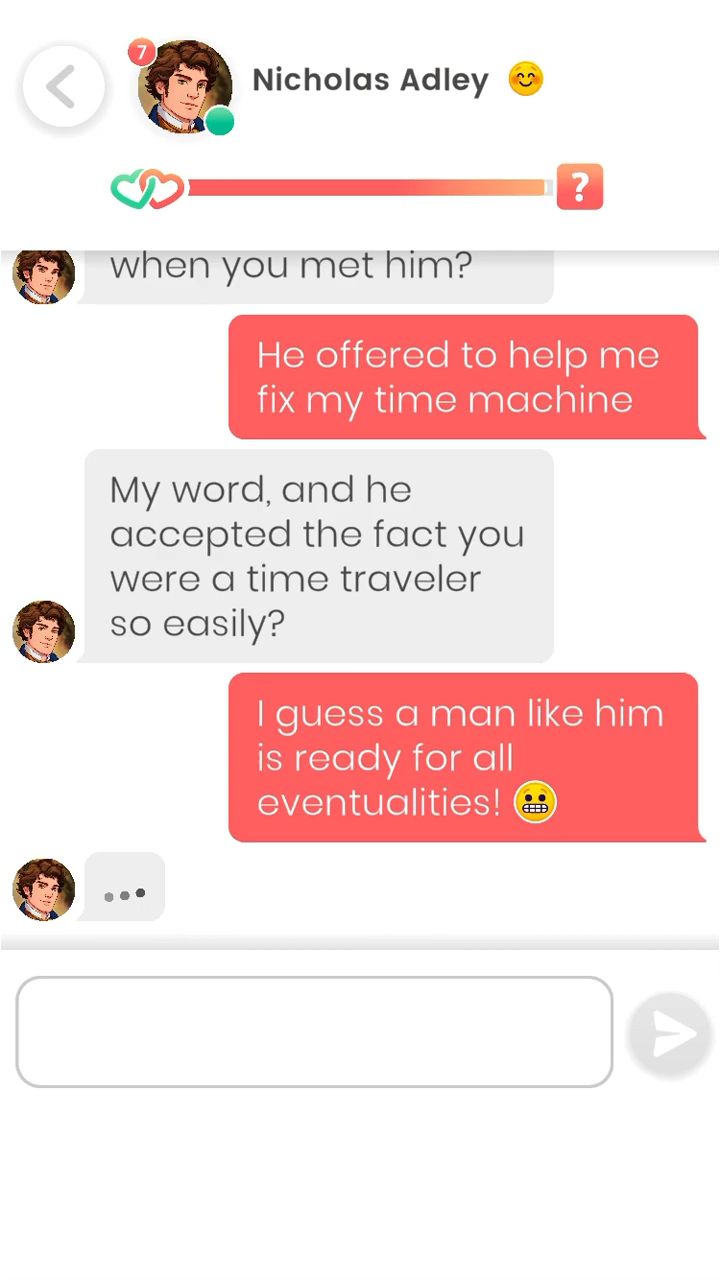 7
Nicholas Adley 😊
?
when you met him?
He offered to help me
fix my time machine
My word, and he
accepted the fact you
were a time traveler
so easily?
I guess a man like him
is ready for all
eventualities! 😬
...